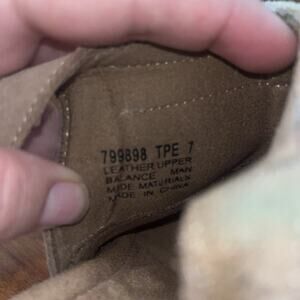 799898 TPE 7
LEATHER UPPER
BALANCE MAN
MADE MATERIALS
MADE IN CHINA